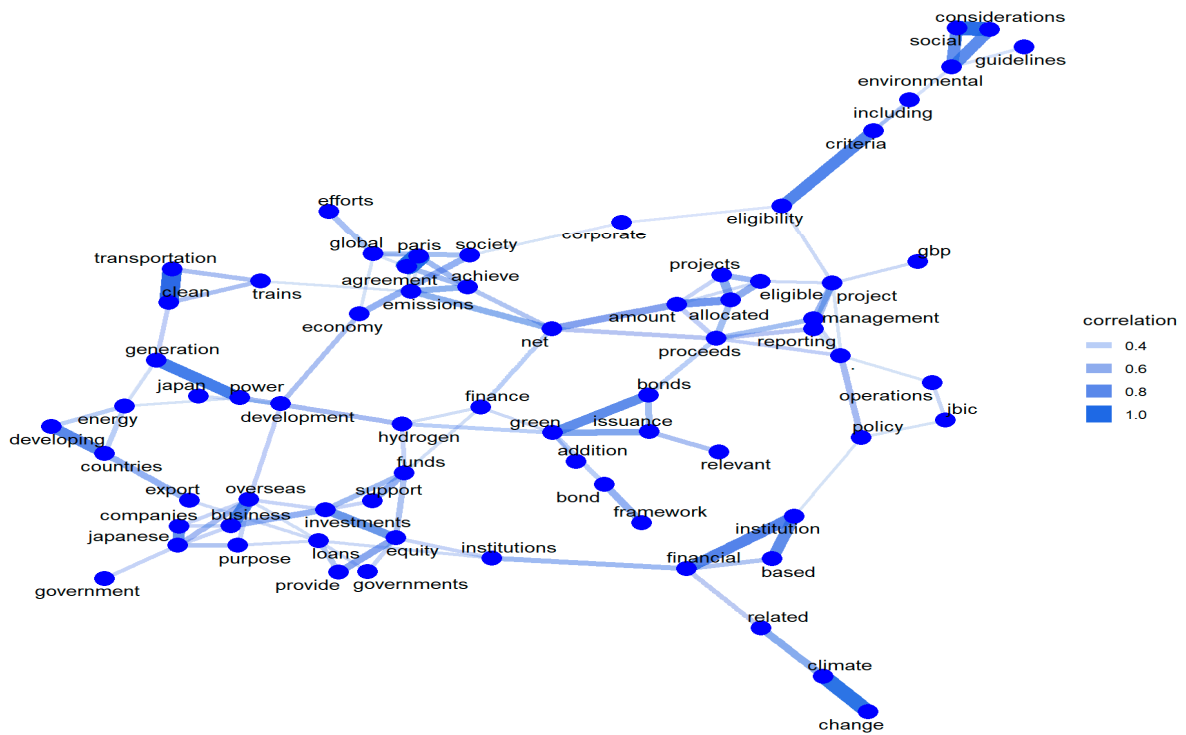 considerations
social
guidelines
environmental
including
criteria
efforts
eligibility
global
paris
society
corporate
gbp
transportation
projects
agreement
achieve
clean
trains
emissions
eligible
project
economy
amount
allocated
management
generation
net
proceeds
reporting
japan
power
finance
bonds
operations
energy
development
jbic
developing
hydrogen
green
issuance
policy
countries
funds
addition
relevant
export
overseas
support
bond
companies
business
investments
framework
institution
japanese
purpose
loans
equity
institutions
financial
based
government
provide
governments
related
climate
change
correlation
0.4
0.6
0.8
1.0